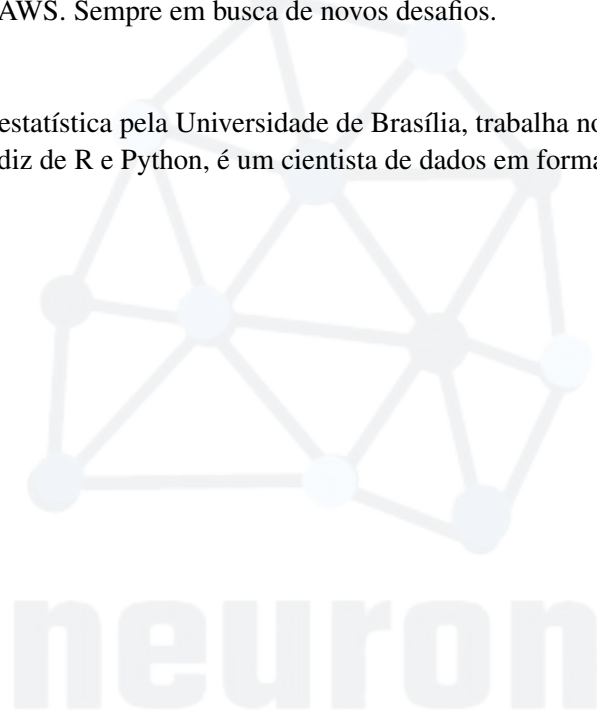 AWS. Sempre em busca de novos desafios.
estatística pela Universidade de Brasília, trabalha no
diz de R e Python, é um cientista de dados em forma
neuron